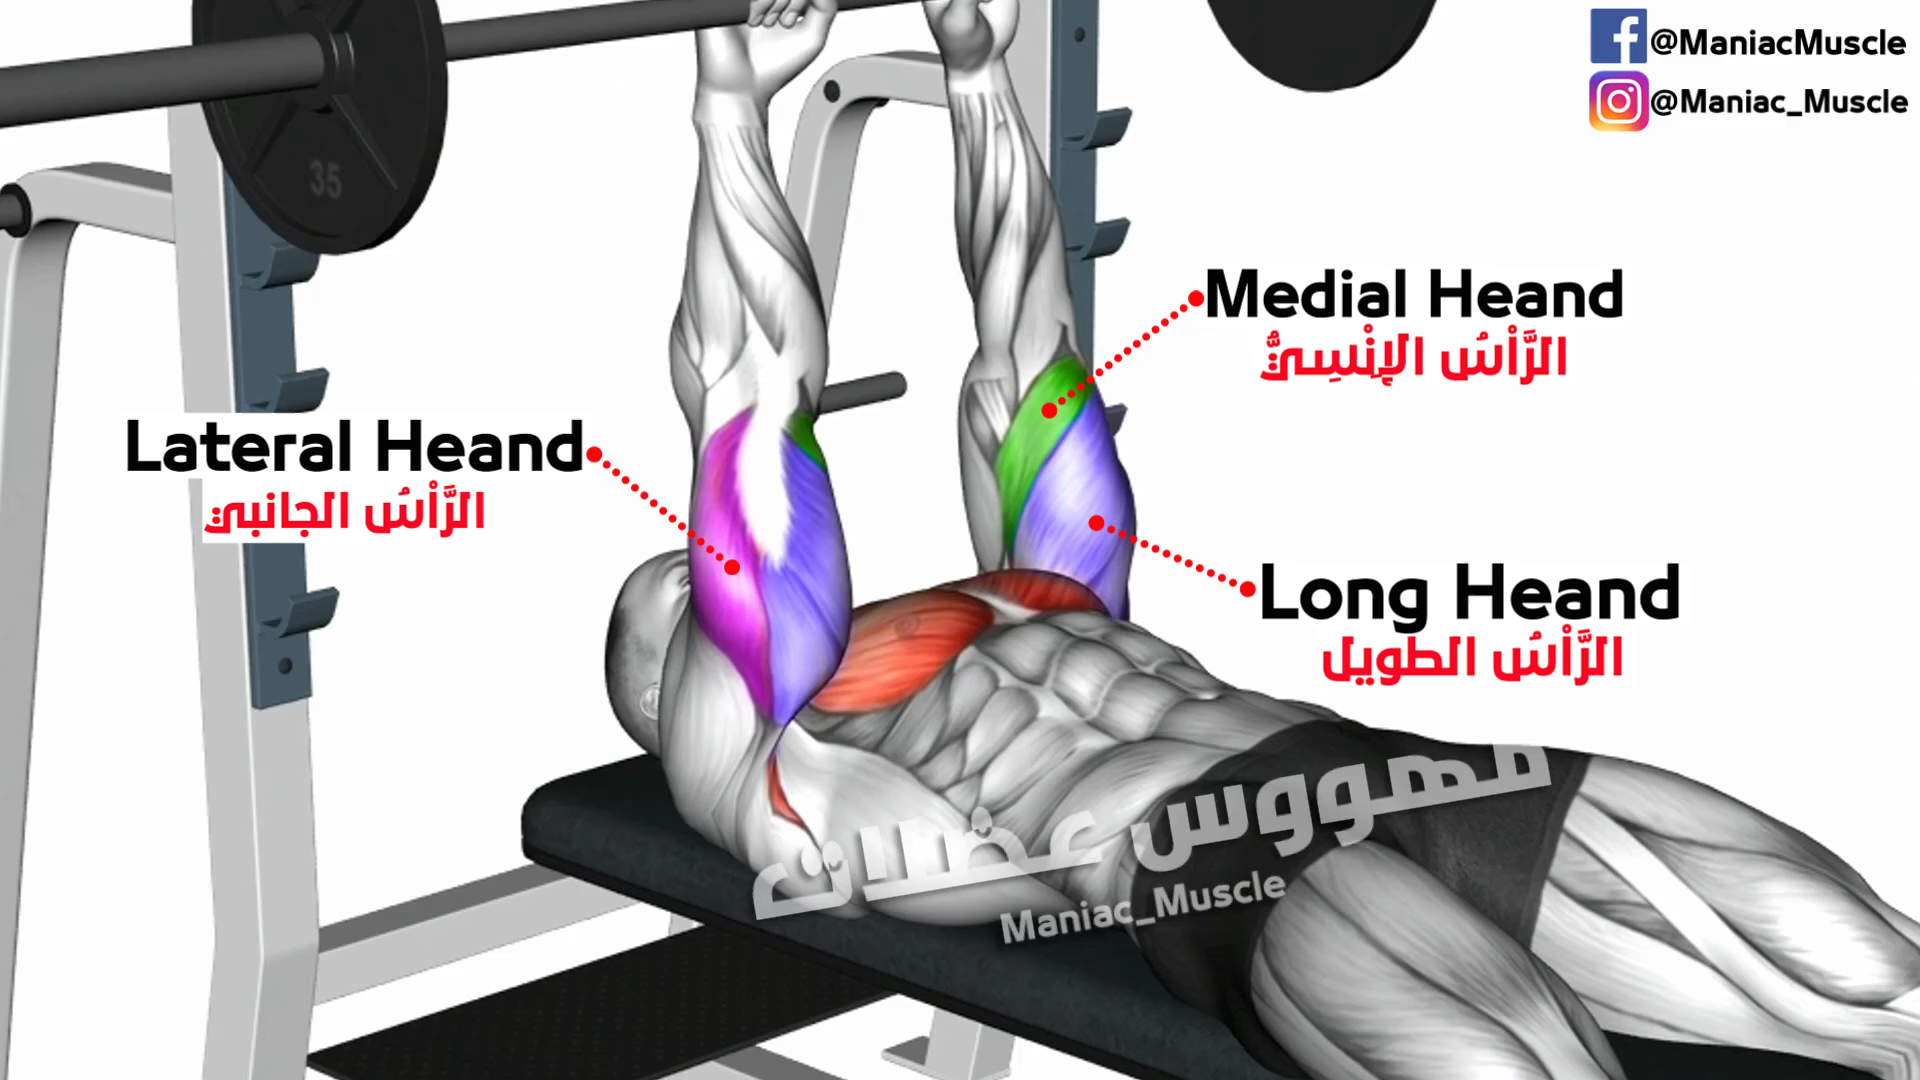 @ManiacMuscle
@Maniac_Muscle
35
Medial Heand
الرَّأْسُ الإِنْسِيُّ
Lateral Heand
الرَّأْسُ الجانبي
Long Heand
الرَّأْسُ الطويل
مهووس عضلات
Maniac_Muscle